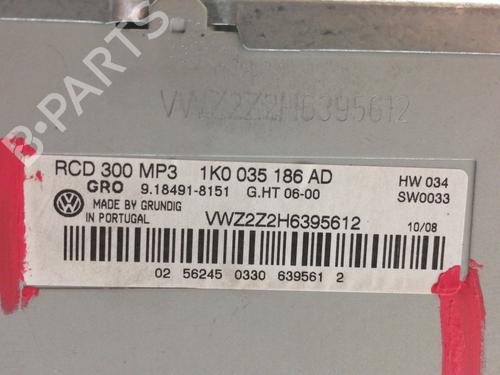 B-PARTS
VWZ2Z2H6395612
RCD 300 MP3 1K0 035 186 AD HW 034
GRO 9.18491-8151 G.HT 06-00 SW0033
MADE BY GRUNDIG
IN PORTUGAL VWZ2Z2H6395612 10/08
02 56245 0330 639561 2